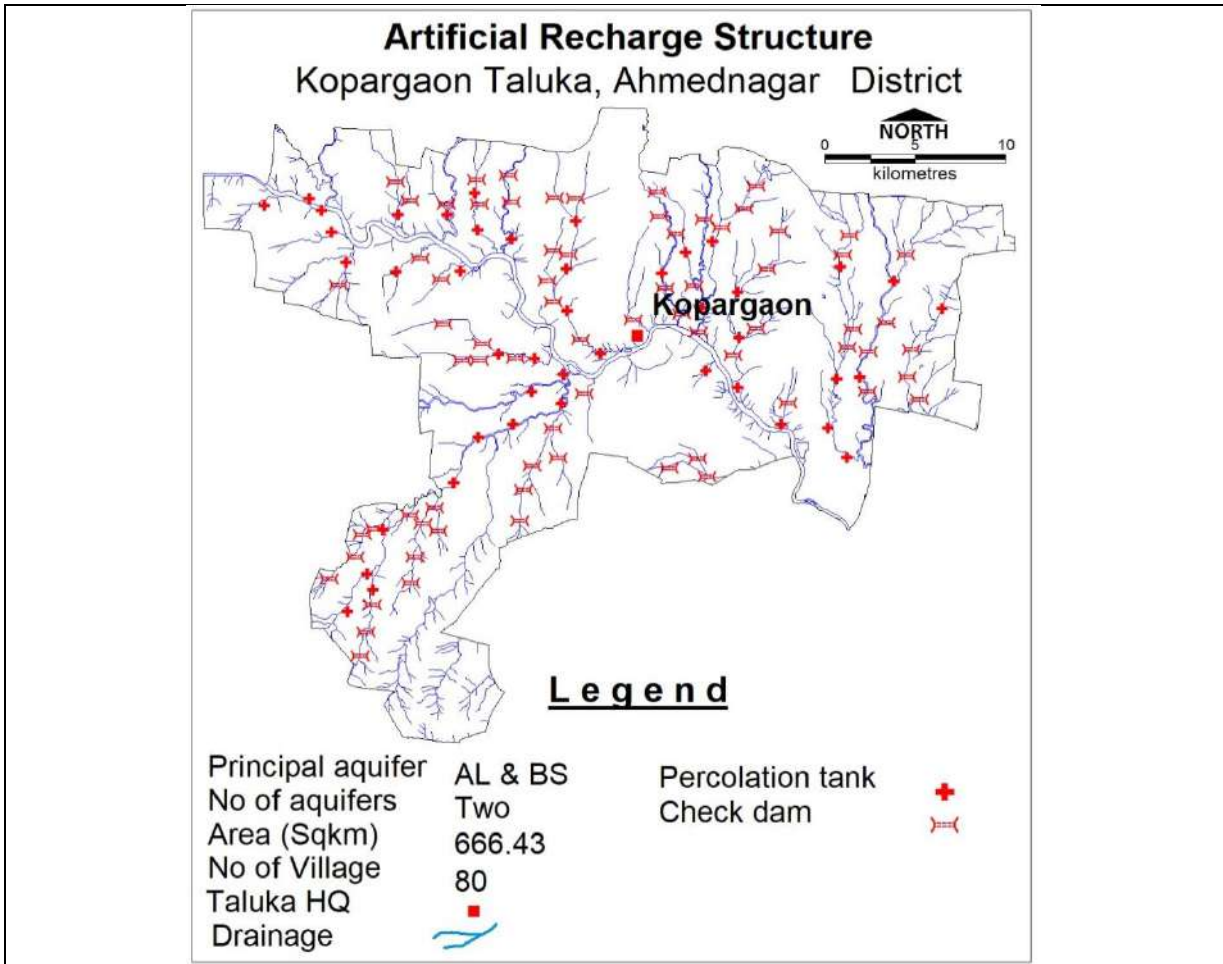 Artificial Recharge Structure
Kopargaon Taluka, Ahmednagar District
NORTH
0 5 10
kilometres
Kopargaon
Legend
Principal aquifer AL & BS
No of aquifers Two
Area (Sqkm) 666.43
No of Village 80
Taluka HQ
Drainage
Percolation tank
Check dam